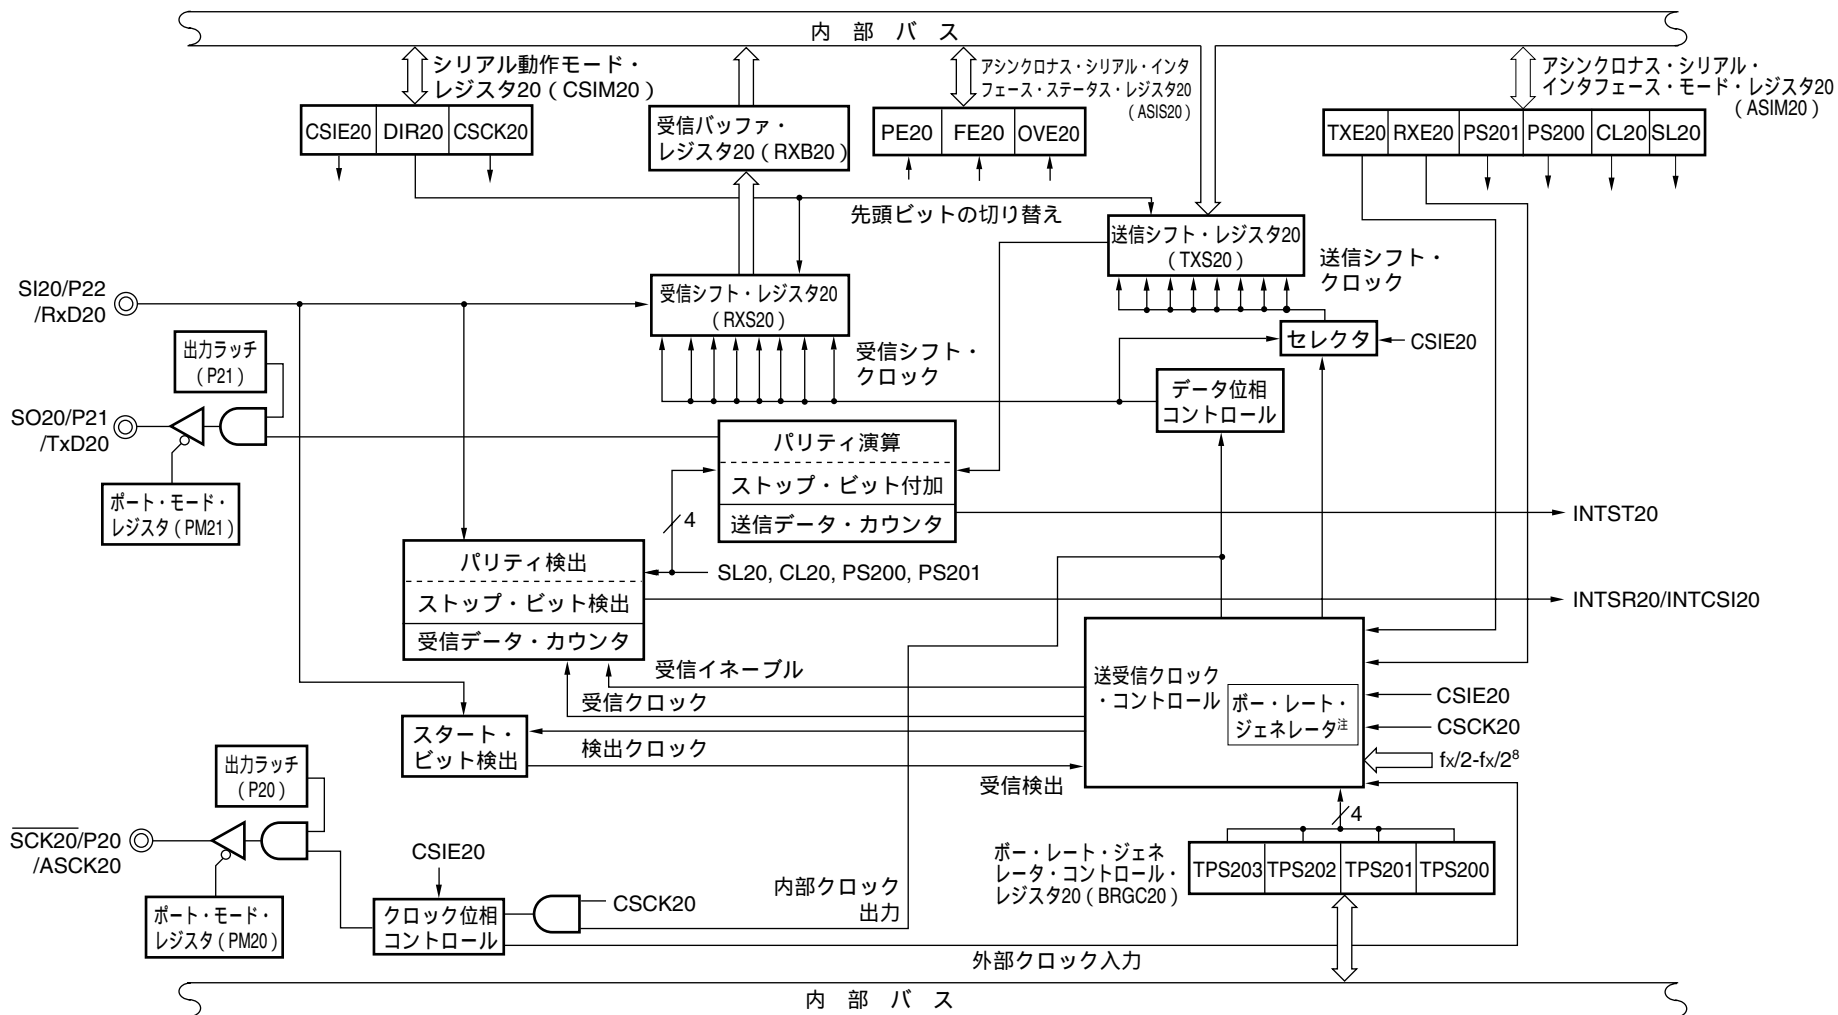 内部バス
シリアル動作モード・
レジスタ20（CSIM20）
アシンクロナス・シリアル・インタ
フェース・ステータス・レジスタ20
（ASIS20）
アシンクロナス・シリアル・
インタフェース・モード・レジスタ20
（ASIM20）
CSIE20 DIR20 CSCK20
受信バッファ・
レジスタ20（RXB20）
PE20 FE20 OVE20
TXE20 RXE20 PS201 PS200 CL20 SL20
先頭ビットの切り替え
送信シフト・レジスタ20
（TXS20）
送信シフト・
クロック
SI20/P22
/RxD20
受信シフト・レジスタ20
（RXS20）
セレクタ
CSIE20
出力ラッチ
（P21）
受信シフト・
クロック
データ位相
コントロール
SO20/P21
/TxD20
パリティ演算
ストップ・ビット付加
送信データ・カウンタ
ポート・モード・
レジスタ（PM21）
4
INTST20
パリティ検出
ストップ・ビット検出
受信データ・カウンタ
SL20, CL20, PS200, PS201
INTSR20/INTCSI20
受信イネーブル
受信クロック
送受信クロック
・コントロール
ボー・レート・
ジェネレータ注
CSIE20
CSCK20
fx/2-fx/2⁸
スタート・
ビット検出
検出クロック
受信検出
出力ラッチ
（P20）
4
SCK20/P20
/ASCK20
CSIE20
ボー・レート・ジェネ
レータ・コントロール・
レジスタ20（BRGC20）
TPS203 TPS202 TPS201 TPS200
内部クロック
出力
CSCK20
ポート・モード・
レジスタ（PM20）
クロック位相
コントロール
外部クロック入力
内部バス